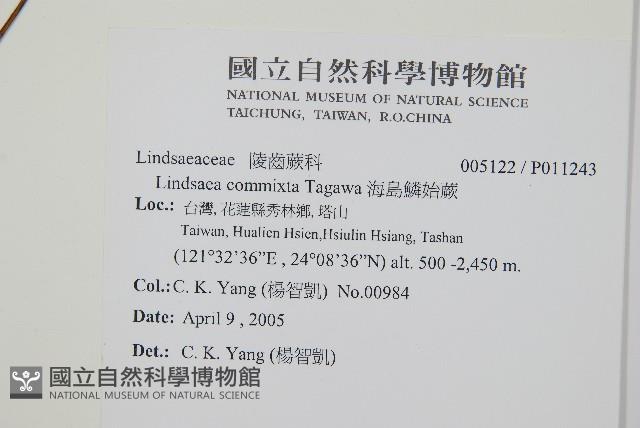 國立自然科學博物館
NATIONAL MUSEUM OF NATURAL SCIENCE
TAICHUNG, TAIWAN, R.O.CHINA
Lindsaeaceae 陵齒蕨科 005122 / P011243
Lindsaea commixta Tagawa 海島鱗始蕨
Loc.: 台灣, 花蓮縣秀林鄉, 塔山
Taiwan, Hualien Hsien,Hsiulin Hsiang, Tashan
(121°32’36”E , 24°08’36”N) alt. 500 -2,450 m.
Col.: C. K. Yang (楊智凱) No.00984
Date: April 9 , 2005
Det.: C. K. Yang (楊智凱)
國立自然科學博物館
NATIONAL MUSEUM OF NATURAL SCIENCE